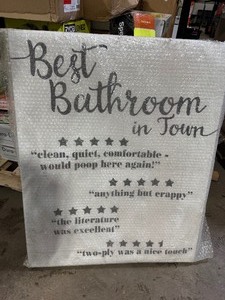 Best
Bathroom
in Town
★★★★★
"clean, quiet, comfortable -
would poop here again!"
★★★★★
"anything but crappy"
★★★★★
"the literature
was excellent"
"two-ply was a nice touch"